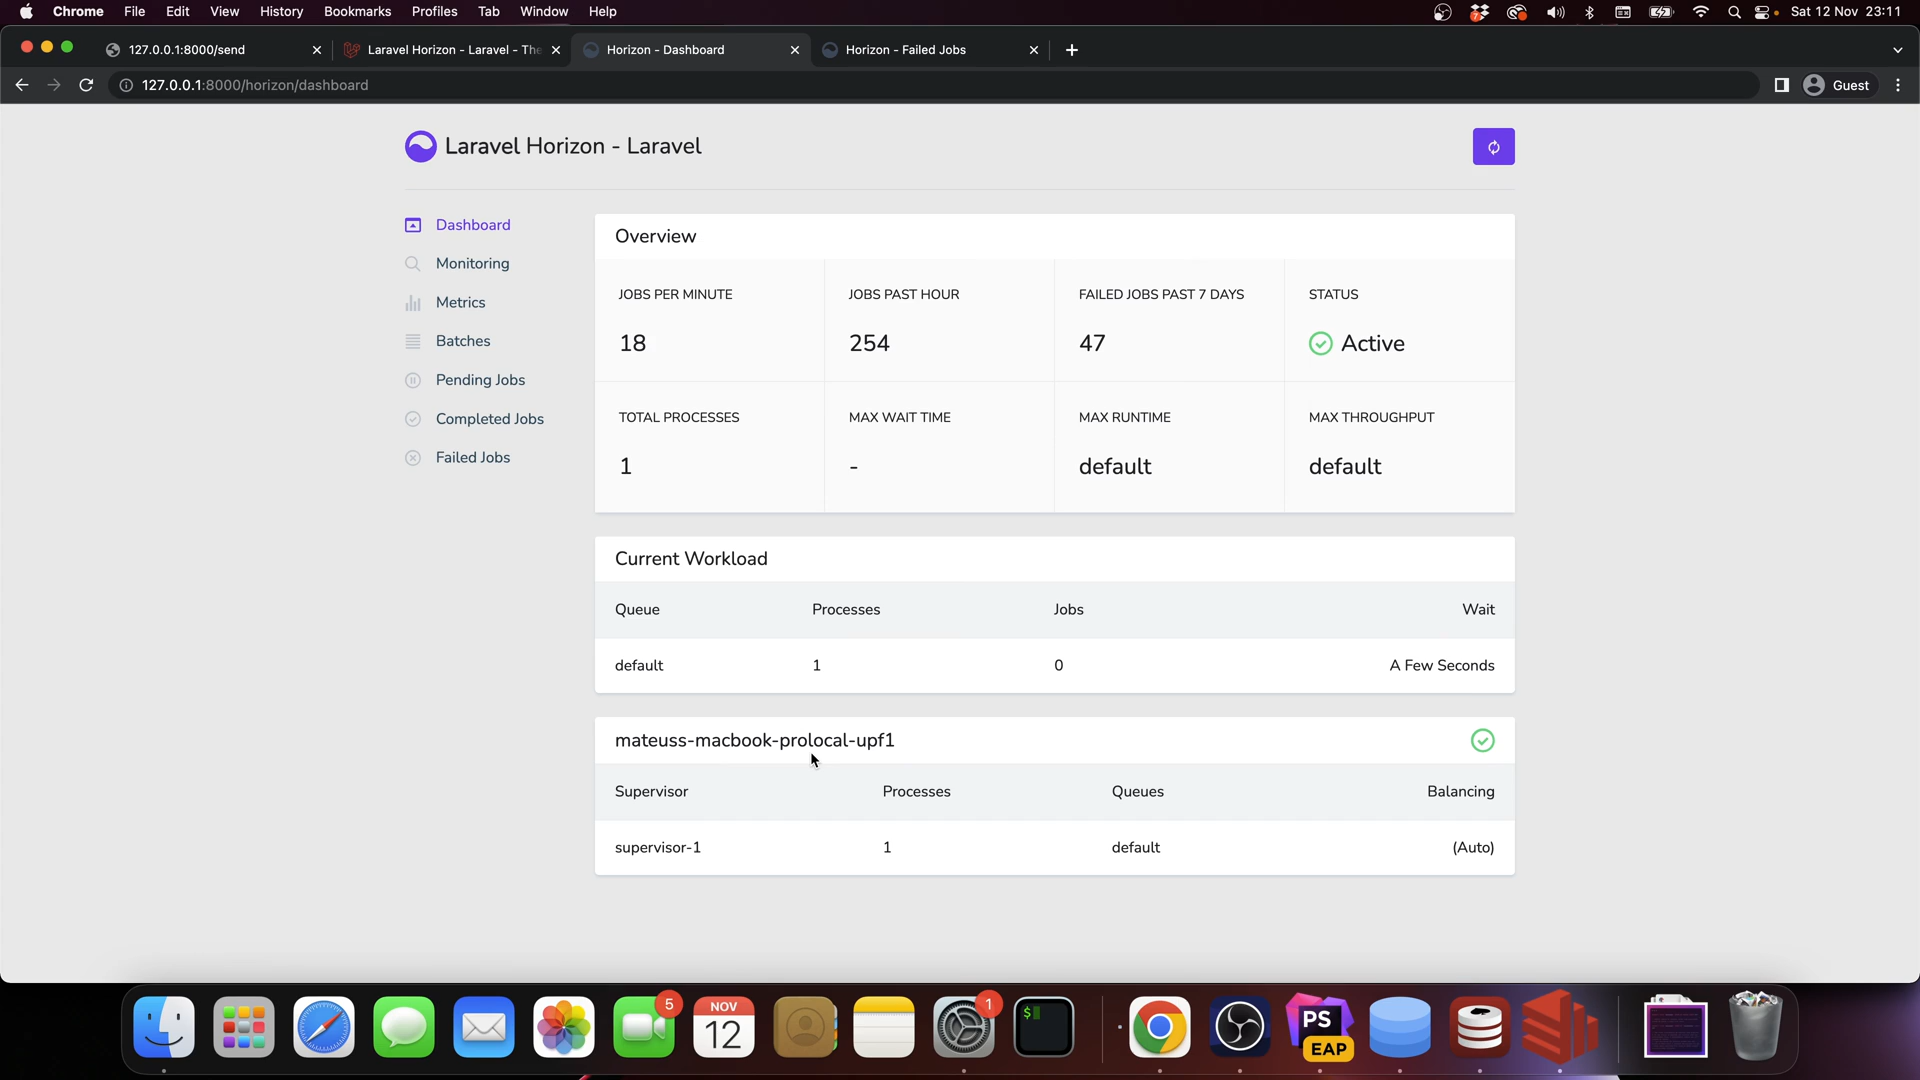 Chrome File Edit View History Bookmarks Profiles Tab Window Help Sat 12 Nov 23:11
127.0.0.1:8000/send Laravel Horizon - Laravel - The Horizon - Dashboard Horizon - Failed Jobs
127.0.0.1:8000/horizon/dashboard Guest
Laravel Horizon - Laravel
Dashboard
Monitoring
Metrics
Batches
Pending Jobs
Completed Jobs
Failed Jobs
Overview
JOBS PER MINUTE JOBS PAST HOUR FAILED JOBS PAST 7 DAYS STATUS
18 254 47 Active
TOTAL PROCESSES MAX WAIT TIME MAX RUNTIME MAX THROUGHPUT
1 - default default
Current Workload
Queue Processes Jobs Wait
default 1 0 A Few Seconds
mateuss-macbook-prolocal-upf1
Supervisor Processes Queues Balancing
supervisor-1 1 default (Auto)
5 NOV 1
12 $ PS
EAP